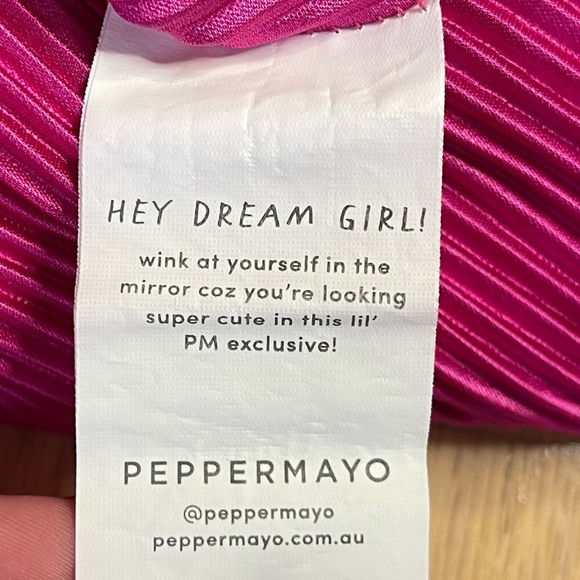 HEY DREAM GIRL!
wink at yourself in the
mirror coz you're looking
super cute in this lil'
PM exclusive!
PEPPERMAYO
@peppermayo
peppermayo.com.au